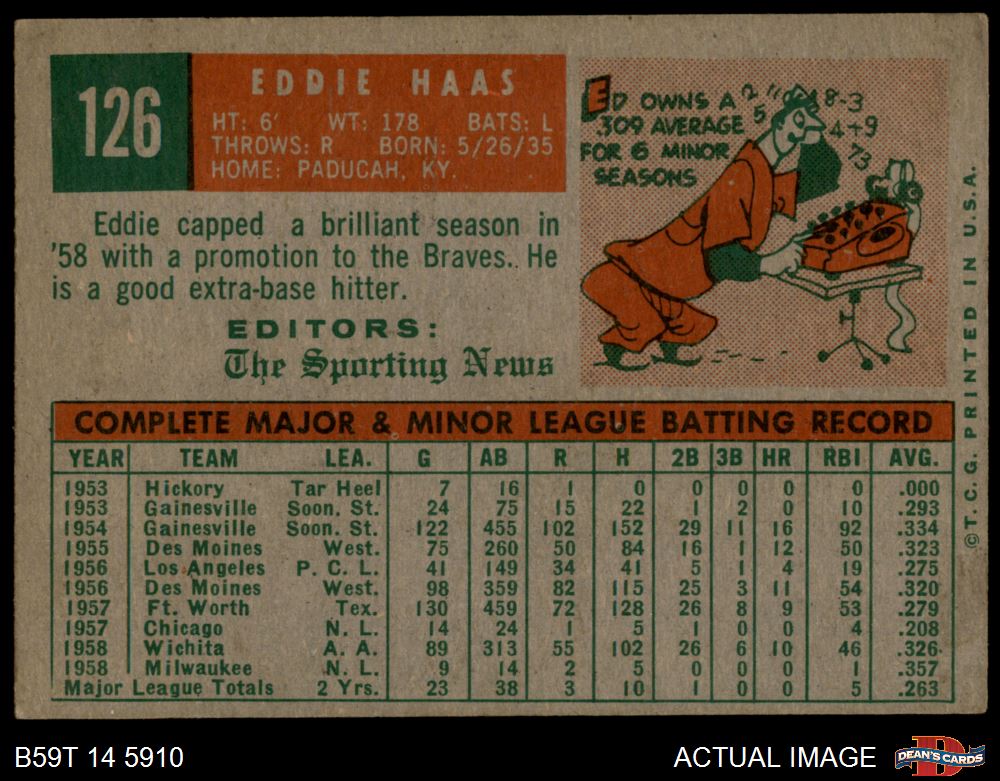 126
EDDIE HAAS
HT: 6' WT: 178 BATS: L
THROWS: R BORN: 5/26/35
HOME: PADUCAH, KY.
ED OWNS A
.309 AVERAGE
FOR 6 MINOR
SEASONS
2 " 8-3
5 4+9
73
Eddie capped a brilliant season in
'58 with a promotion to the Braves. He
is a good extra-base hitter.
EDITORS:
The Sporting News
COMPLETE MAJOR & MINOR LEAGUE BATTING RECORD
YEAR TEAM LEA. G AB R H 2B 3B HR RBI AVG.
1953 Hickory Tar Heel 7 16 1 0 0 0 0 0 .000
1953 Gainesville Soon. St. 24 75 15 22 1 2 0 10 .293
1954 Gainesville Soon. St. 122 455 102 152 29 11 16 92 .334
1955 Des Moines West. 75 260 50 84 16 1 12 50 .323
1956 Los Angeles P. C. L. 41 149 34 41 5 1 4 19 .275
1956 Des Moines West. 98 359 82 115 25 3 11 54 .320
1957 Ft. Worth Tex. 130 459 72 128 26 8 9 53 .279
1957 Chicago N. L. 14 24 1 5 1 0 0 4 .208
1958 Wichita A. A. 89 313 55 102 26 6 10 46 .326
1958 Milwaukee N. L. 9 14 2 5 0 0 0 1 .357
Major League Totals 2 Yrs. 23 38 3 10 1 0 0 5 .263
©T. C. G. PRINTED IN U.S.A.
B59T 14 5910
ACTUAL IMAGE
DEAN'S CARDS